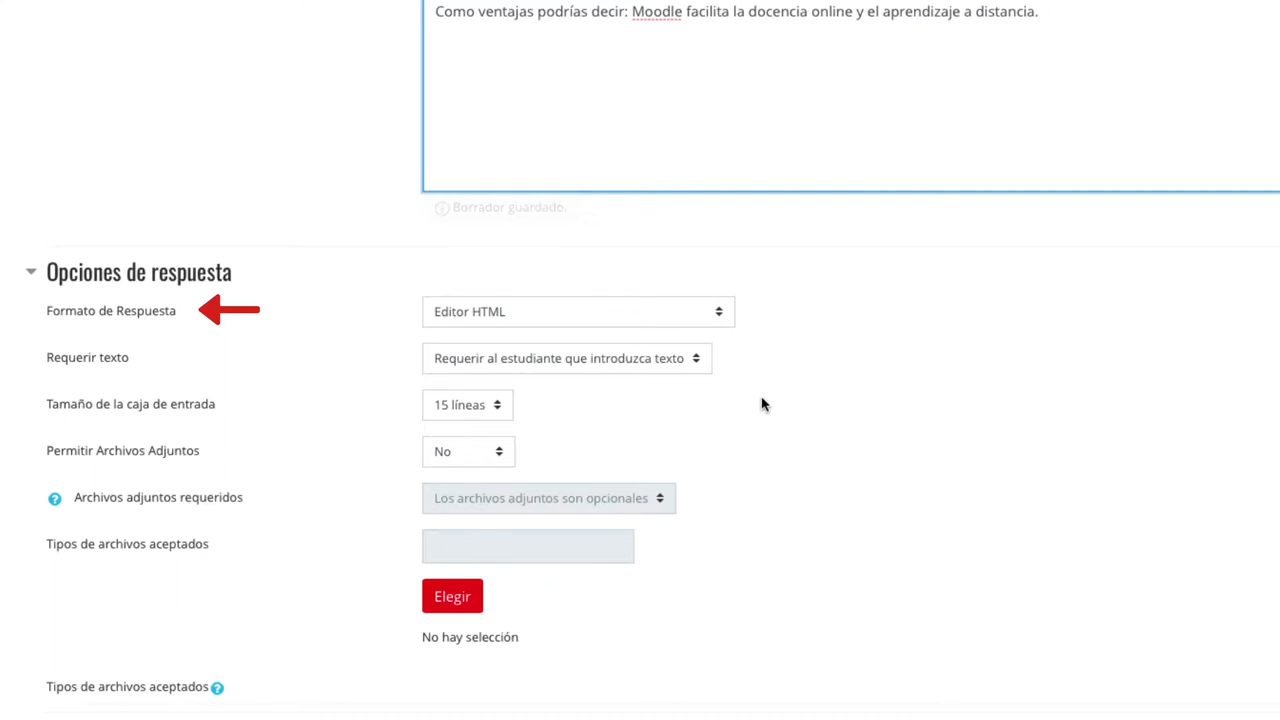 Como ventajas podrías decir: Moodle facilita la docencia online y el aprendizaje a distancia.
Borrador guardado.
Opciones de respuesta
Formato de Respuesta
Editor HTML
Requerir texto
Requerir al estudiante que introduzca texto
Tamaño de la caja de entrada
15 líneas
Permitir Archivos Adjuntos
No
Archivos adjuntos requeridos
Los archivos adjuntos son opcionales
Tipos de archivos aceptados
Elegir
No hay selección
Tipos de archivos aceptados